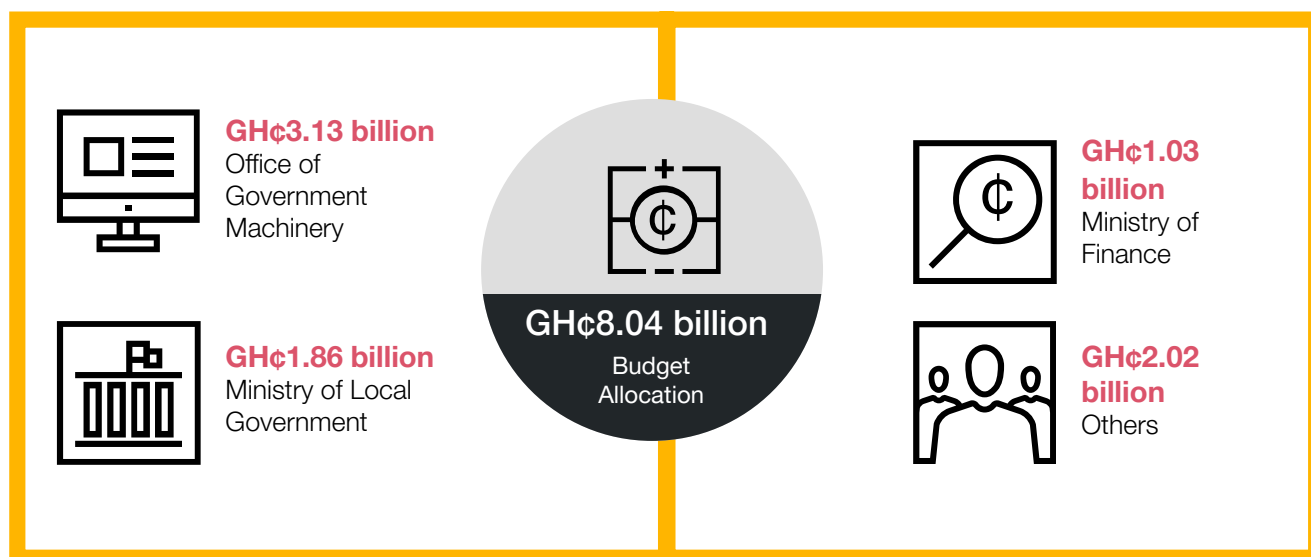 GH¢3.13 billion
Office of
Government
Machinery
GH¢1.86 billion
Ministry of Local
Government
₵
GH¢8.04 billion
Budget
Allocation
₵
GH¢1.03
billion
Ministry of
Finance
GH¢2.02
billion
Others